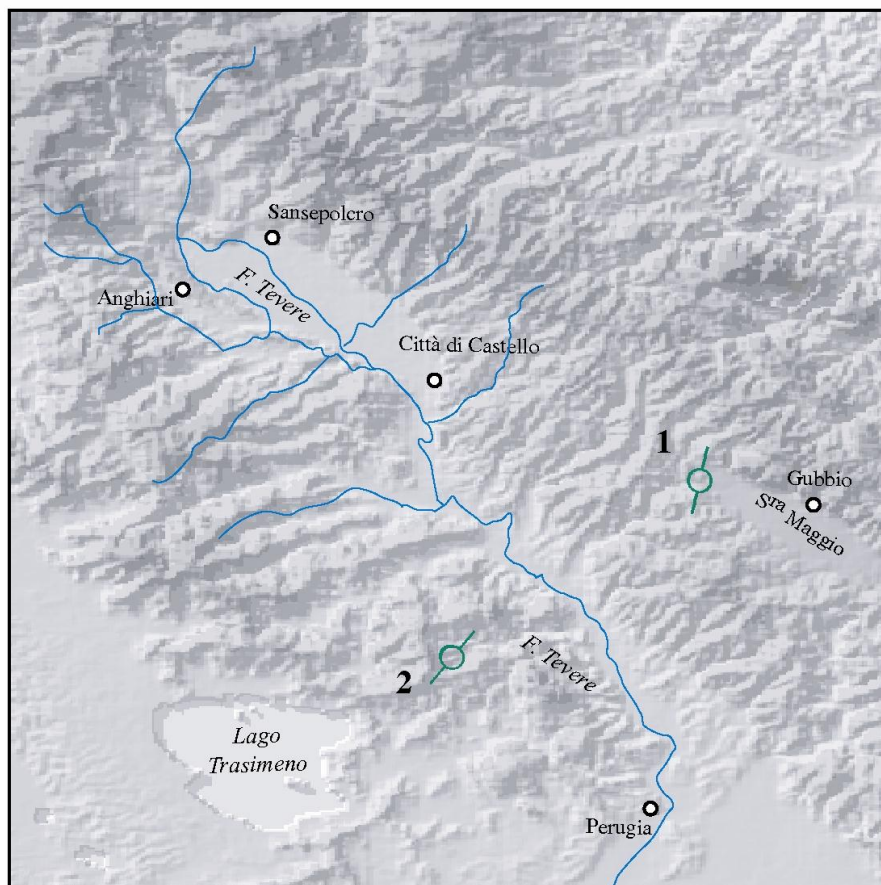 Sansepolcro
F. Tevere
Anghiari
Città di Castello
1
Gubbio
Sra Maggio
F. Tevere
2
Lago
Trasimeno
Perugia